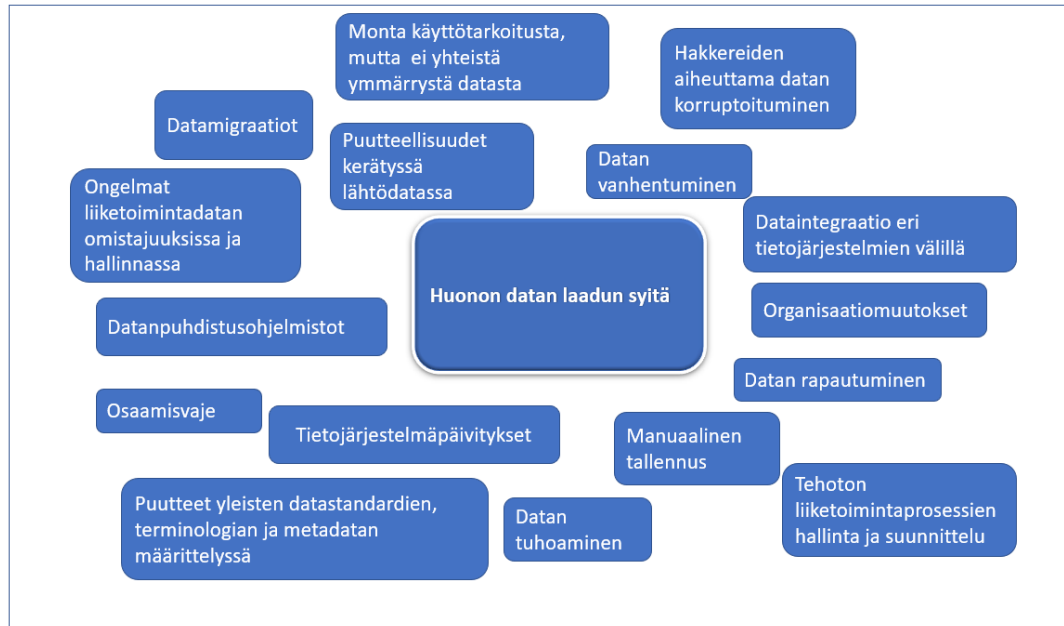 Monta käyttötarkoitusta,
mutta ei yhteistä
ymmärrystä datasta
Hakkereiden
aiheuttama datan
korruptoituminen
Datamigraatiot
Puutteellisuudet
kerätyssä
lähtödatassa
Datan
vanhentuminen
Ongelmat
liiketoimintadatan
omistajuuksissa ja
hallinnassa
Dataintegraatio eri
tietojärjestelmien välillä
Huonon datan laadun syitä
Organisaatiomuutokset
Datanpuhdistusohjelmistot
Datan rapautuminen
Osaamisvaje
Tietojärjestelmäpäivitykset
Manuaalinen
tallennus
Tehoton
liiketoimintaprosessien
hallinta ja suunnittelu
Puutteet yleisten datastandardien,
terminologian ja metadatan
määrittelyssä
Datan
tuhoaminen